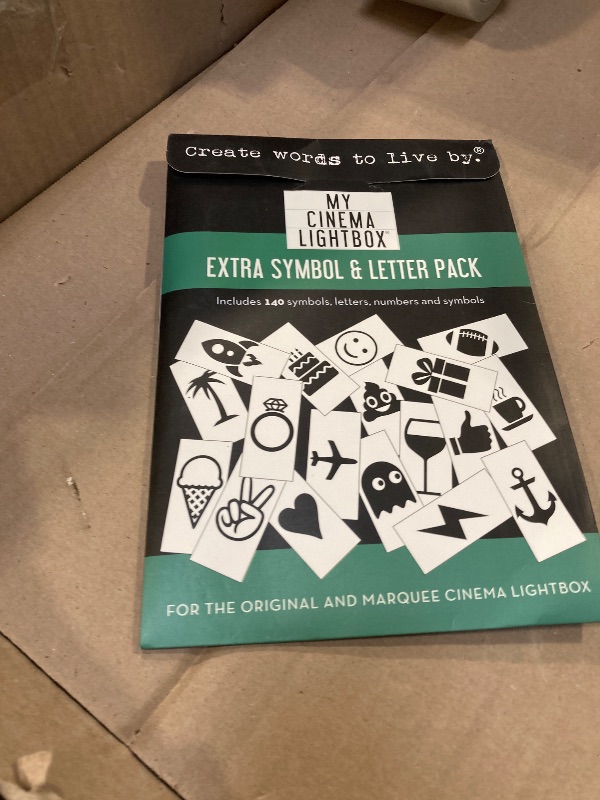 Create words to live by.®
MY
CINEMA
LIGHTBOX®
EXTRA SYMBOL & LETTER PACK
Includes 140 symbols, letters, numbers and symbols
FOR THE ORIGINAL AND MARQUEE CINEMA LIGHTBOX